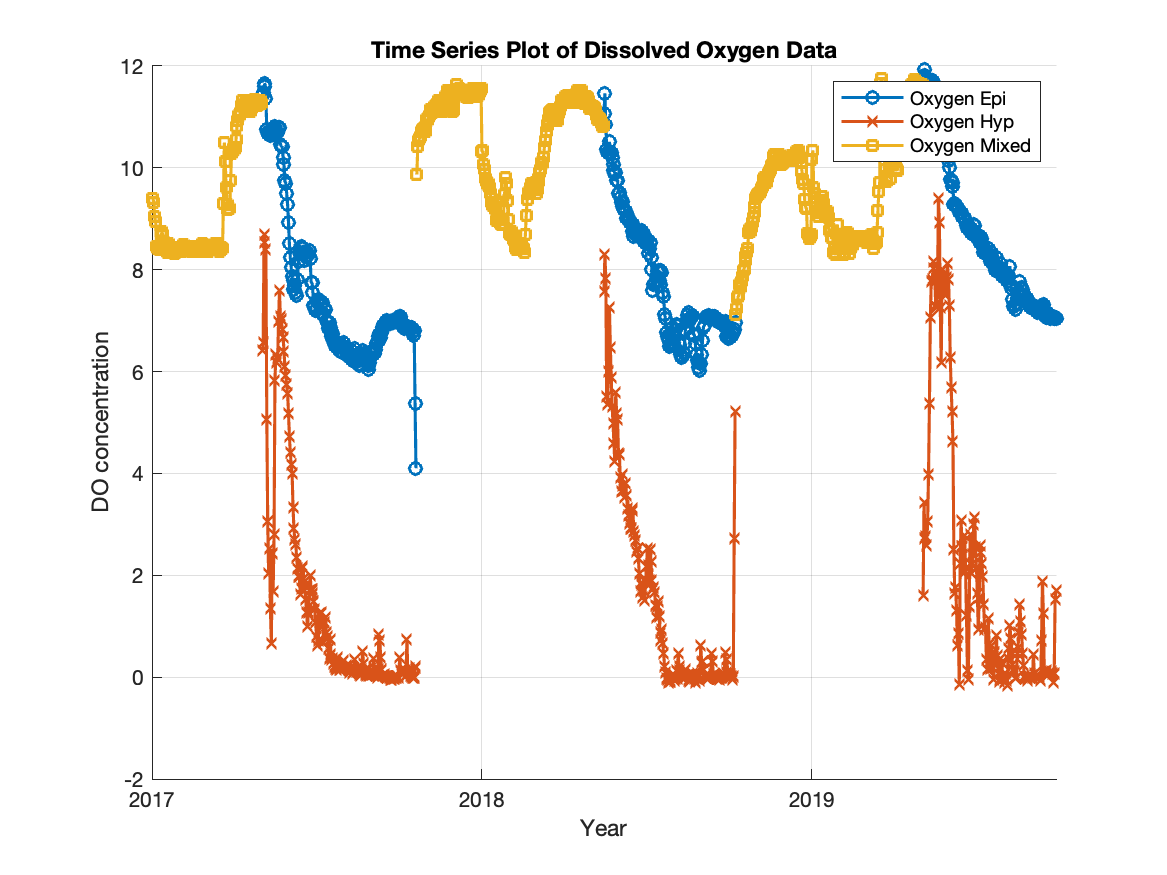 Time Series Plot of Dissolved Oxygen Data
12
10
8
6
4
2
0
-2
DO concentration
Oxygen Epi
Oxygen Hyp
Oxygen Mixed
2017
2018
2019
Year